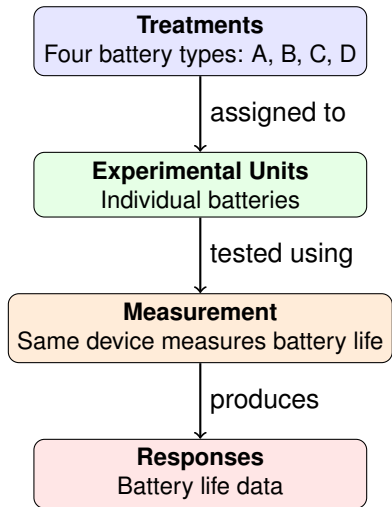 Treatments
Four battery types: A, B, C, D
assigned to
Experimental Units
Individual batteries
tested using
Measurement
Same device measures battery life
produces
Responses
Battery life data